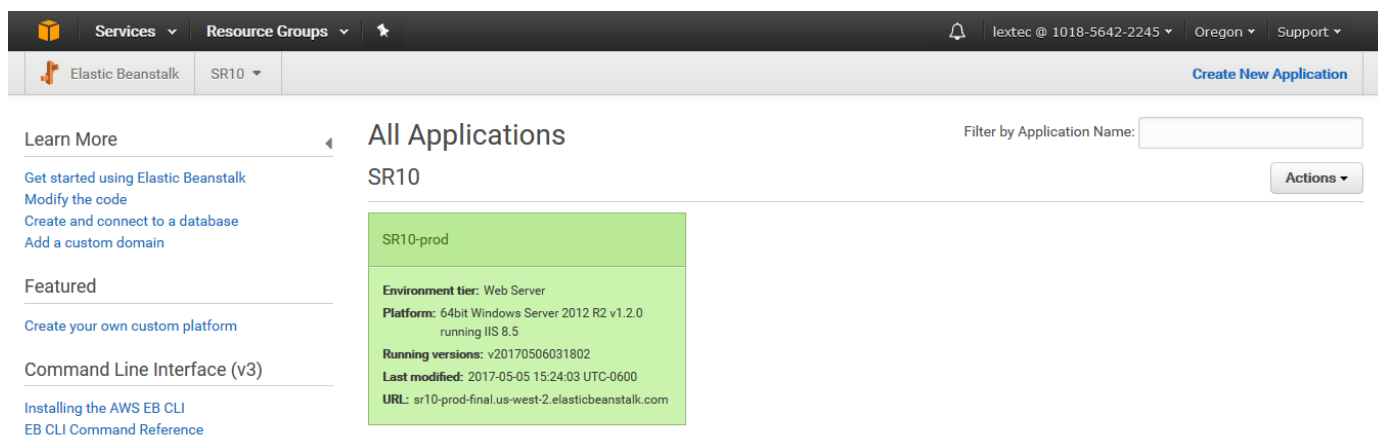 Services Resource Groups lextec @ 1018-5642-2245 Oregon Support
Elastic Beanstalk SR10 Create New Application
Learn More
Get started using Elastic Beanstalk
Modify the code
Create and connect to a database
Add a custom domain
Featured
Create your own custom platform
Command Line Interface (v3)
Installing the AWS EB CLI
EB CLI Command Reference
All Applications
Filter by Application Name:
SR10
Actions
SR10-prod
Environment tier: Web Server
Platform: 64bit Windows Server 2012 R2 v1.2.0
running IIS 8.5
Running versions: v20170506031802
Last modified: 2017-05-05 15:24:03 UTC-0600
URL: sr10-prod-final.us-west-2.elasticbeanstalk.com